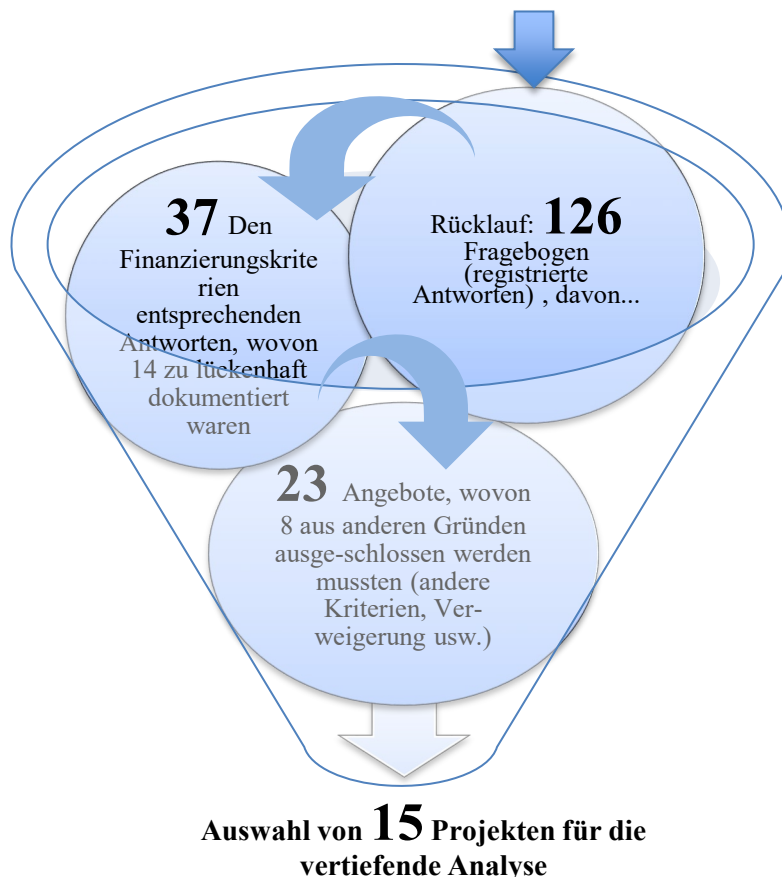 Rücklauf: 126
Fragebogen
(registrierte
Antworten) , davon...
37 Den
Finanzierungskrite
rien
entsprechenden
Antworten, wovon
14 zu lückenhaft
dokumentiert
waren
23 Angebote, wovon
8 aus anderen Gründen
ausge-schlossen werden
mussten (andere
Kriterien, Ver-
weigerung usw.)
Auswahl von 15 Projekten für die
vertiefende Analyse